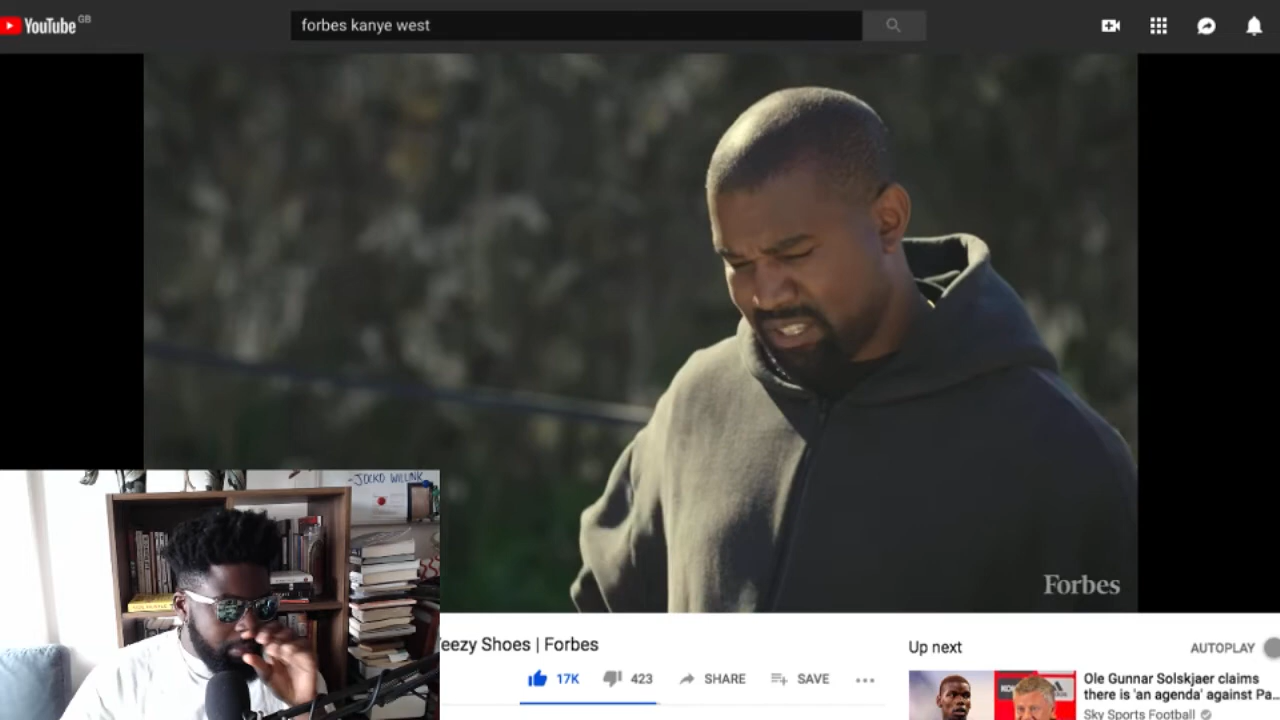 YouTube GB
forbes kanye west
Forbes
-JOCKO WILLINK
eezy Shoes | Forbes
17K
423
SHARE
SAVE
Up next
AUTOPLAY
Ole Gunnar Solskjaer claims
there is 'an agenda' against Pa...
Sky Sports Football